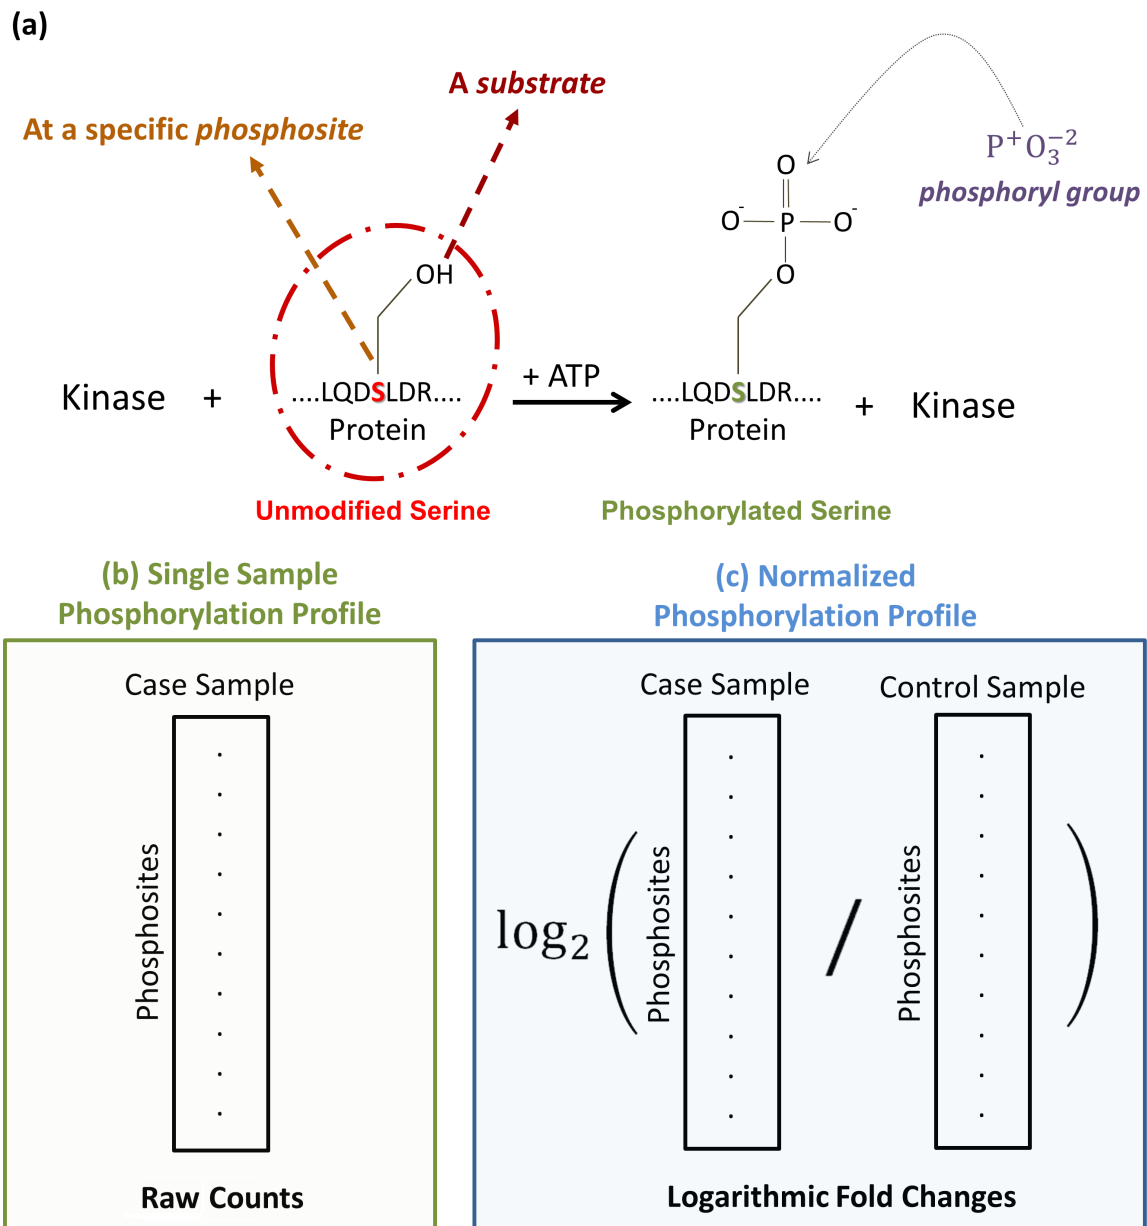 (a)
A substrate
At a specific phosphosite
P⁺O₃⁻²
phosphoryl group
O
O⁻ P O⁻
OH
O
Kinase + ....LQDSLDR.... + ATP ....LQDSLDR.... + Kinase
Protein
Protein
Unmodified Serine
Phosphorylated Serine
(b) Single Sample
Phosphorylation Profile
Case Sample
Phosphosites
Raw Counts
(c) Normalized
Phosphorylation Profile
Case Sample
Control Sample
log₂ ( Phosphosites / Phosphosites )
Logarithmic Fold Changes